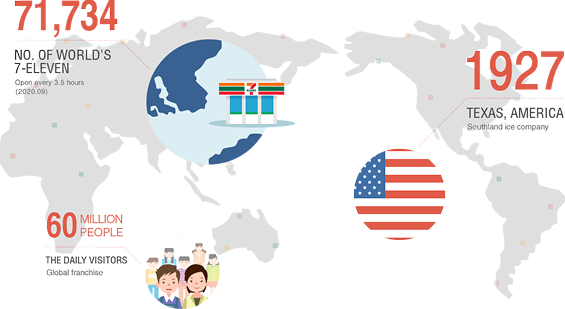 71,734
NO. OF WORLD'S
7-ELEVEN
Open every 3.5 hours
(2020.09)
1927
TEXAS, AMERICA
Southland ice company
60 MILLION
PEOPLE
THE DAILY VISITORS
Global franchise